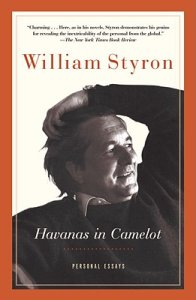 "Charming . . . Here, as in his novels, Styron demonstrates his genius
for revealing the inextricability of the personal from the global."
—The New York Times Book Review
William Styron
Havanas in Camelot
PERSONAL ESSAYS